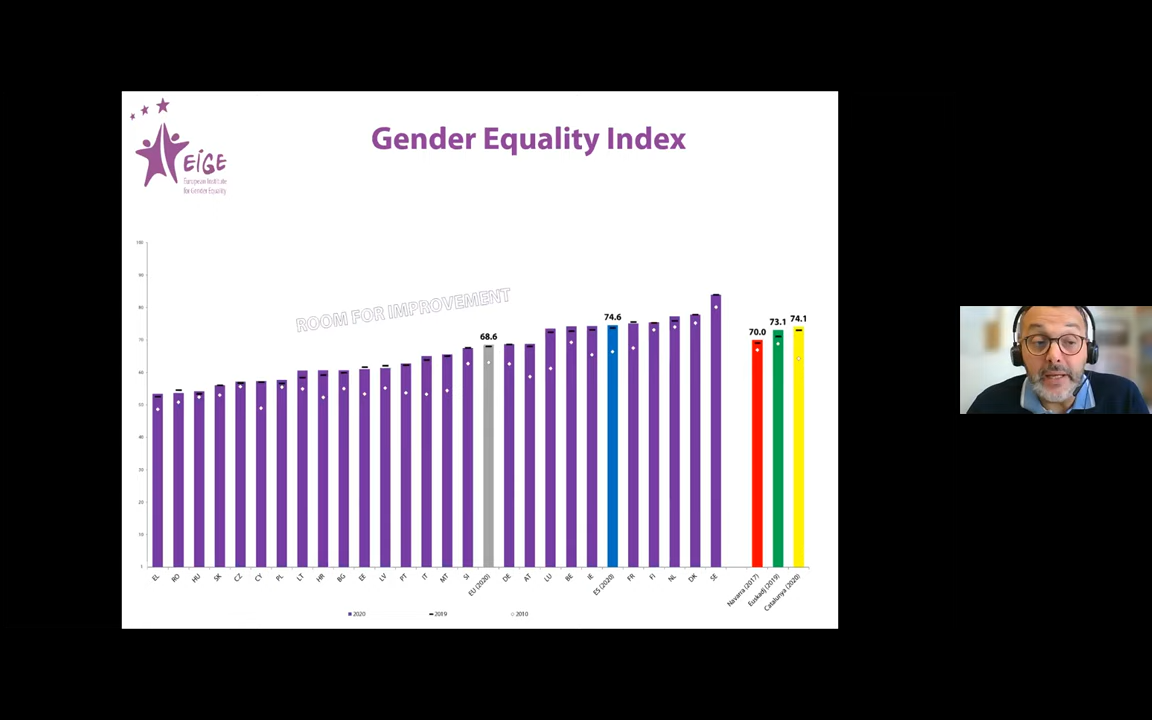 EIGE
European Institute
for Gender Equality
Gender Equality Index
100
90
80
70
60
50
40
30
20
10
1
ROOM FOR IMPROVEMENT
68.6
74.6
70.0
73.1
74.1
EL RO HU SK CZ CY PL LT HR BG EE LV PT IT MT SI EU (2020) DE AT LU BE IE ES (2020) FR FI NL DK SE Navarra (2017) Euskadi (2019) Catalunya (2020)
2020 2019 2010